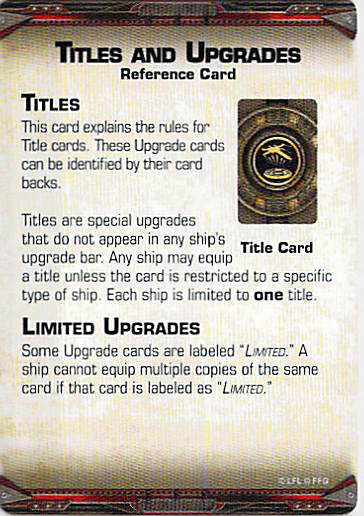 TITLES AND UPGRADES
Reference Card
TITLES
This card explains the rules for
Title cards. These Upgrade cards
can be identified by their card
backs.
Titles are special upgrades
that do not appear in any ship's
upgrade bar. Any ship may equip
a title unless the card is restricted to a specific
type of ship. Each ship is limited to one title.
Title Card
LIMITED UPGRADES
Some Upgrade cards are labeled “LIMITED.” A
ship cannot equip multiple copies of the same
card if that card is labeled as “LIMITED.”
© LFL © FFG